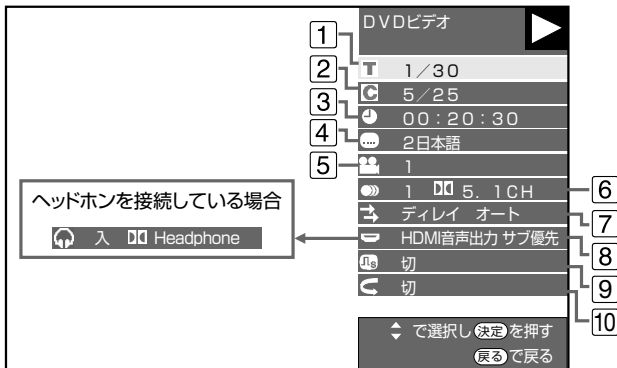 DVDビデオ
1 T 1/30
2 C 5/25
3 00:20:30
4 2日本語
5 1
1 DD 5. 1CH 6
ディレイ オート 7
HDMI音声出力 サブ優先 8
切 9
切 10
ヘッドホンを接続している場合
入 DD Headphone
で選択し 決定 を押す
戻る で戻る